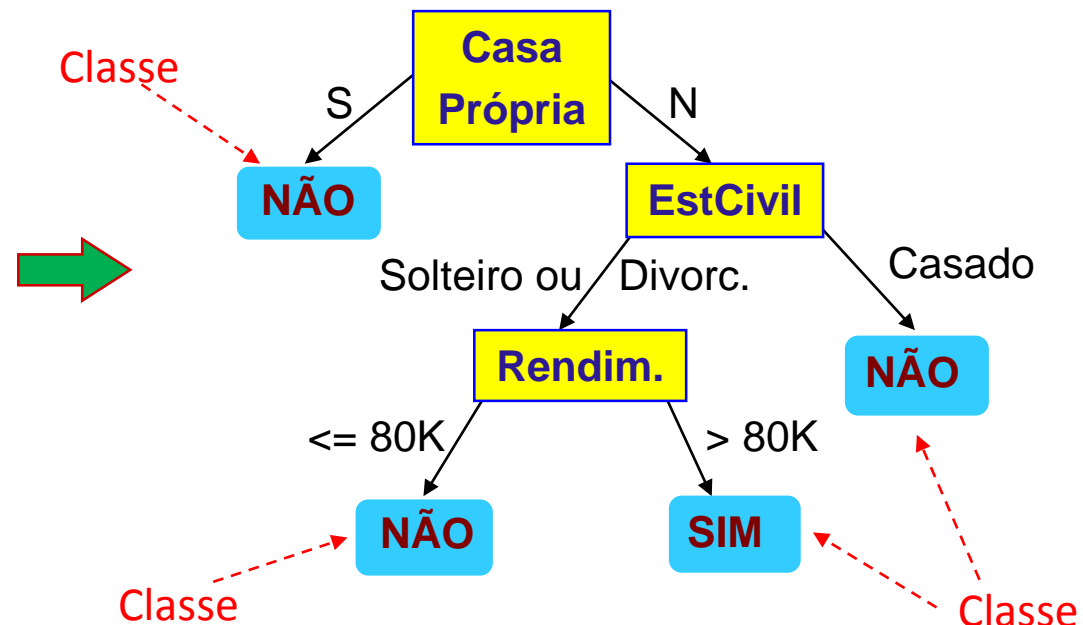 Casa
Própria
Classe
S
N
NÃO
EstCivil
Solteiro ou Divorc.
Casado
Rendim.
NÃO
<= 80K
> 80K
NÃO
SIM
Classe
Classe